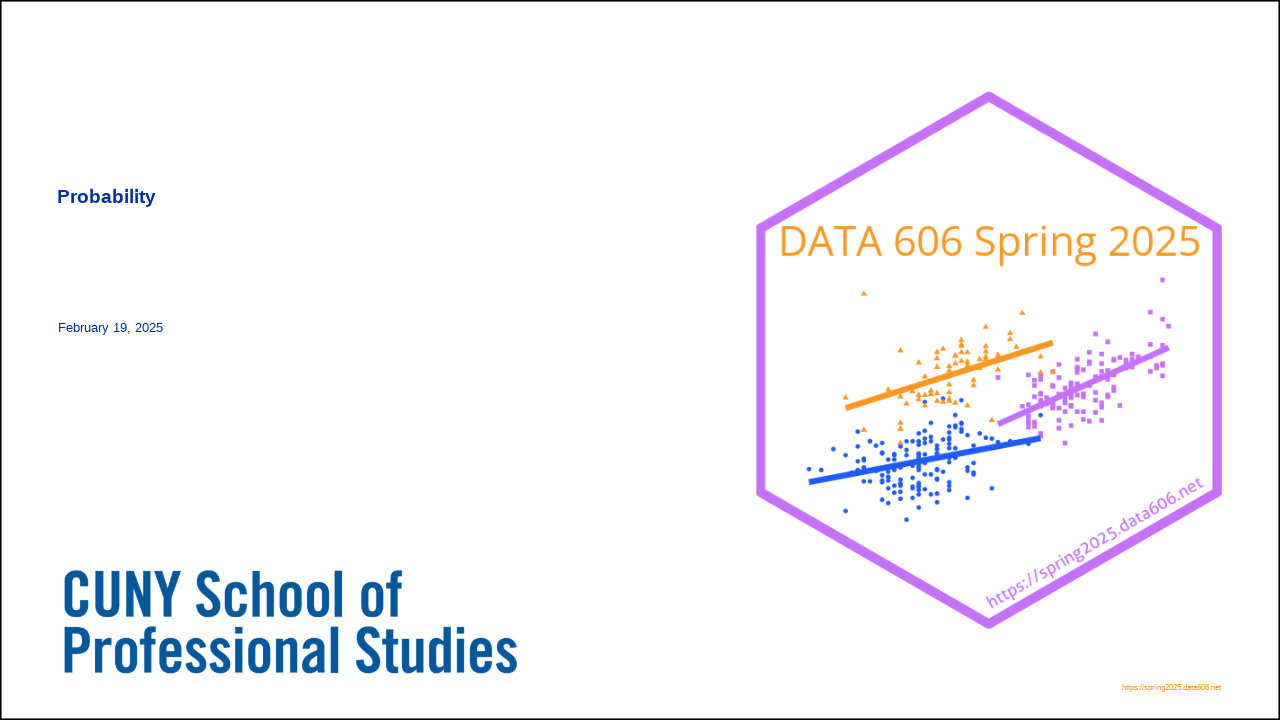 Probability
February 19, 2025
DATA 606 Spring 2025
https://spring2025.data606.net
CUNY School of
Professional Studies
https://spring2025.data606.net